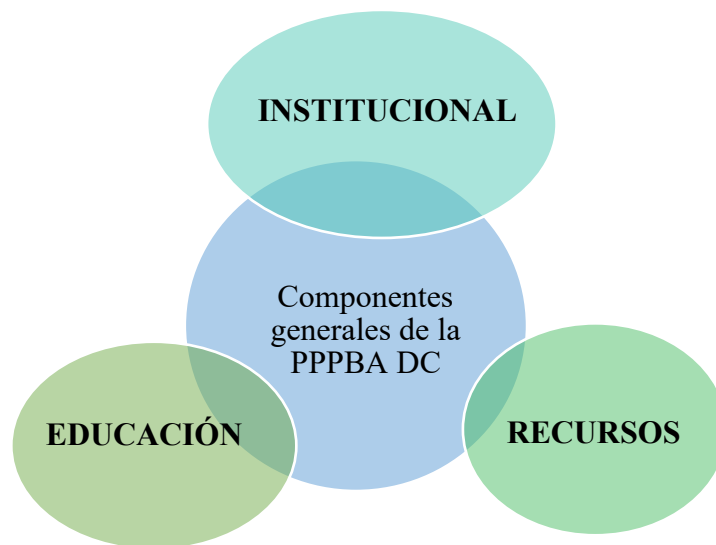 INSTITUCIONAL
Componentes
generales de la
PPPBA DC
EDUCACIÓN
RECURSOS